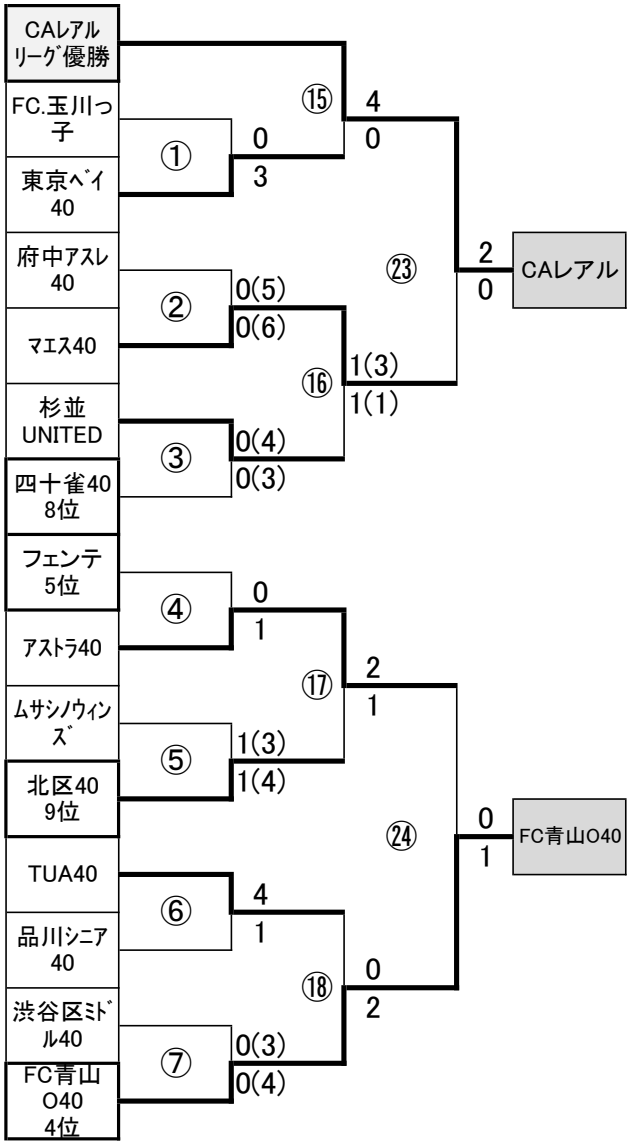 CAﾚｱﾙ
ﾘｰｸﾞ優勝
FC.玉川っ
子
東京ﾍﾞｲ
40
府中ｱｽﾚ
40
ﾏｴｽ40
杉並
UNITED
四十雀40
8位
フェンテ
5位
ｱｽﾄﾗ40
ﾑｻｼﾉｳｨﾝ
ｽﾞ
北区40
9位
TUA40
品川ｼﾆｱ
40
渋谷区ﾐﾄﾞ
ﾙ40
FC青山
O40
4位
①
0
3
②
0(5)
0(6)
③
0(4)
0(3)
④
0
1
⑤
1(3)
1(4)
⑥
4
1
⑦
0(3)
0(4)
⑮
4
0
⑯
1(3)
1(1)
⑰
2
1
⑱
0
2
㉓
2
0
㉔
0
1
CAレアル
FC青山O40